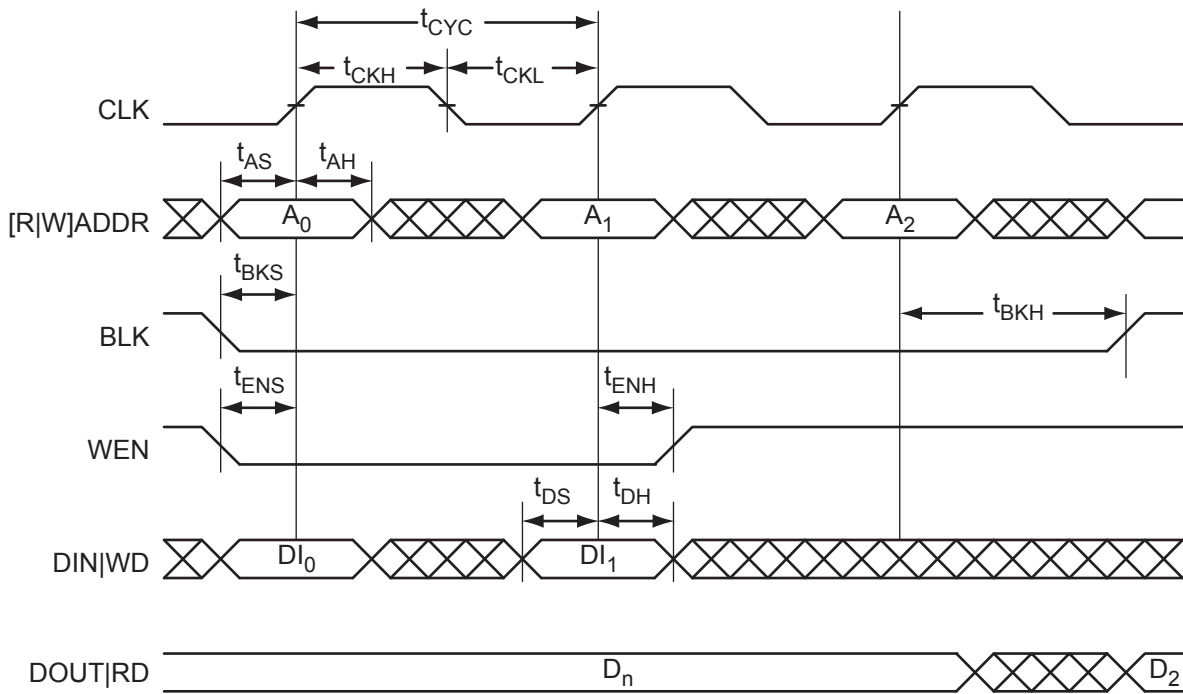 tCYC
tCKH tCKL
CLK
tAS tAH
[R|W]ADDR A0 A1 A2
tBKS tBKH
BLK
tENS tENH
WEN
tDS tDH
DIN|WD DI0 DI1
DOUT|RD Dn D2